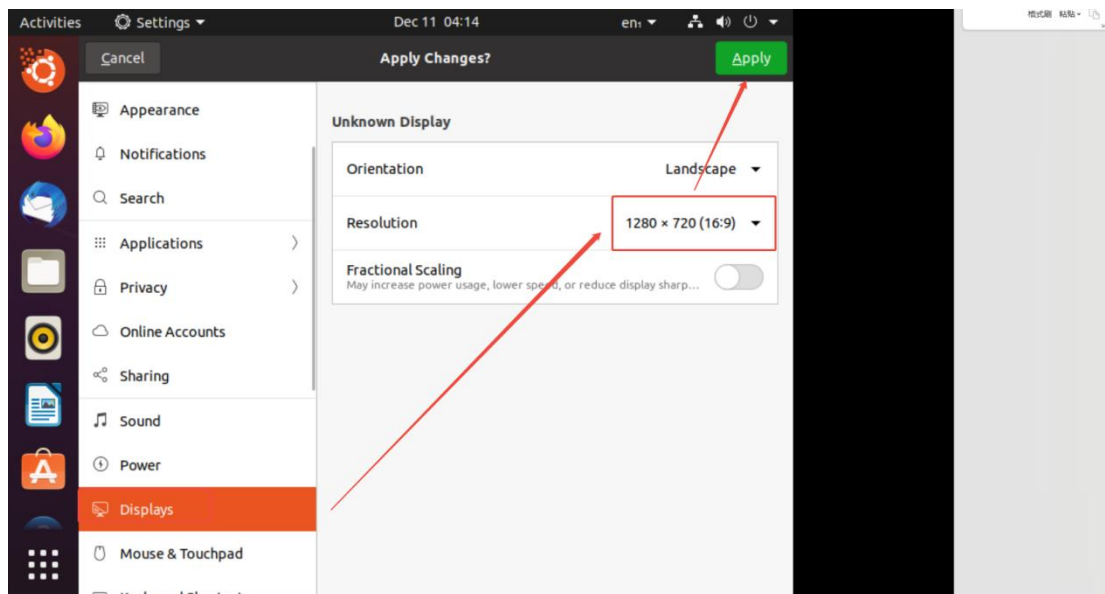 Activities Settings Dec 11 04:14 en₁
格式刷 粘贴
Cancel Apply Changes? Apply
Appearance
Notifications
Search
Applications
Privacy
Online Accounts
Sharing
Sound
Power
Displays
Mouse & Touchpad
Unknown Display
Orientation Landscape
Resolution 1280 × 720 (16:9)
Fractional Scaling
May increase power usage, lower speed, or reduce display sharp...